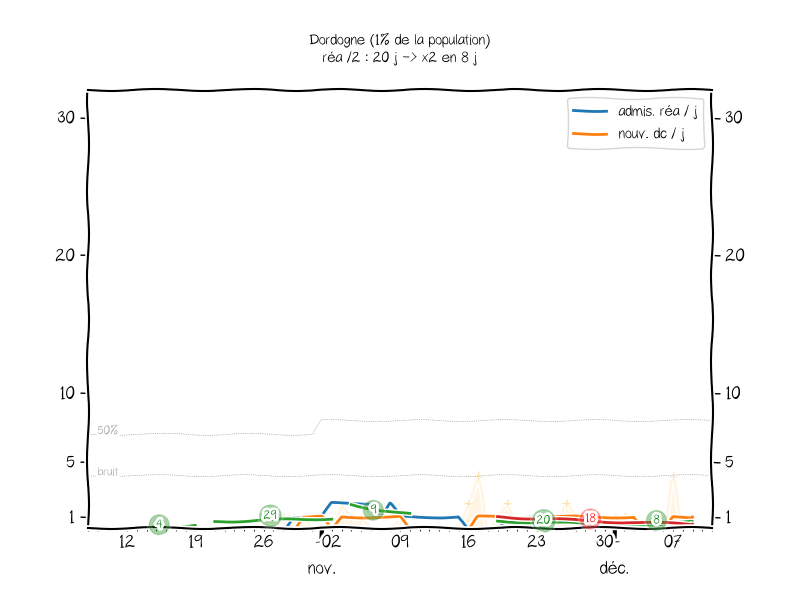 Dordogne (1% de la population)
réa /2 : 20 j -> x2 en 8 j
admis. réa / j
nouv. dc / j
30 30
20 20
10 10
50%
5 5
bruit
1 1
4 29 9 20 18 8
12 19 26 02 09 16 23 30 07
nov. déc.